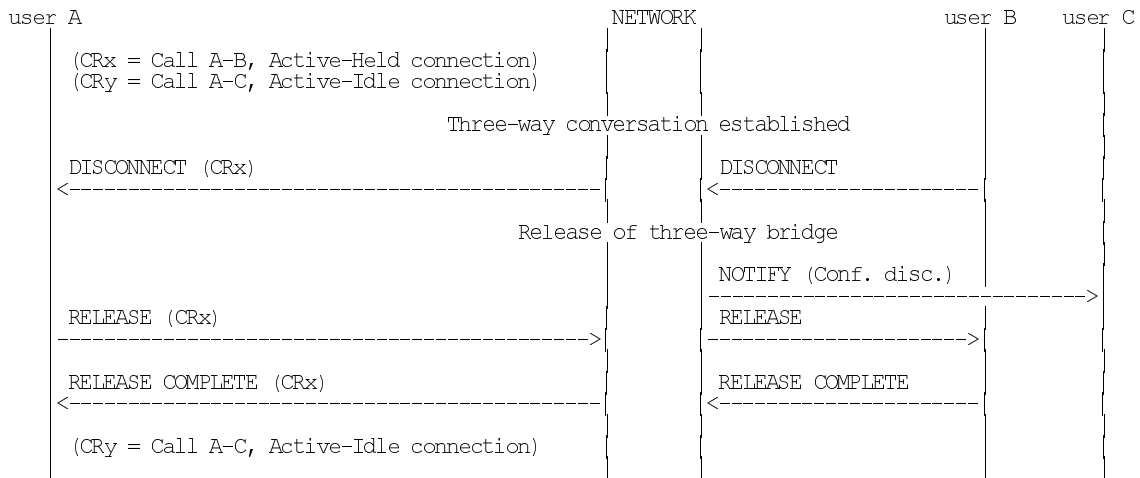 user A NETWORK user B user C
(CRx = Call A-B, Active-Held connection)
(CRy = Call A-C, Active-Idle connection)
Three-way conversation established
DISCONNECT (CRx) DISCONNECT
Release of three-way bridge
NOTIFY (Conf. disc.)
RELEASE (CRx) RELEASE
RELEASE COMPLETE (CRx) RELEASE COMPLETE
(CRy = Call A-C, Active-Idle connection)